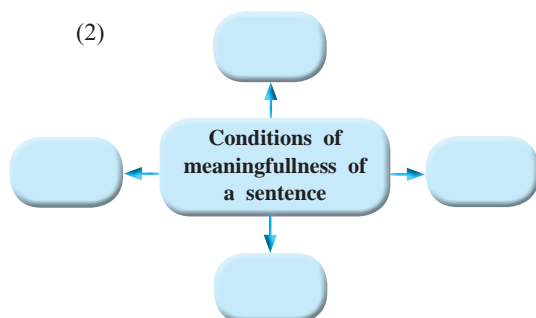 (2)
Conditions of
meaningfullness of
a sentence